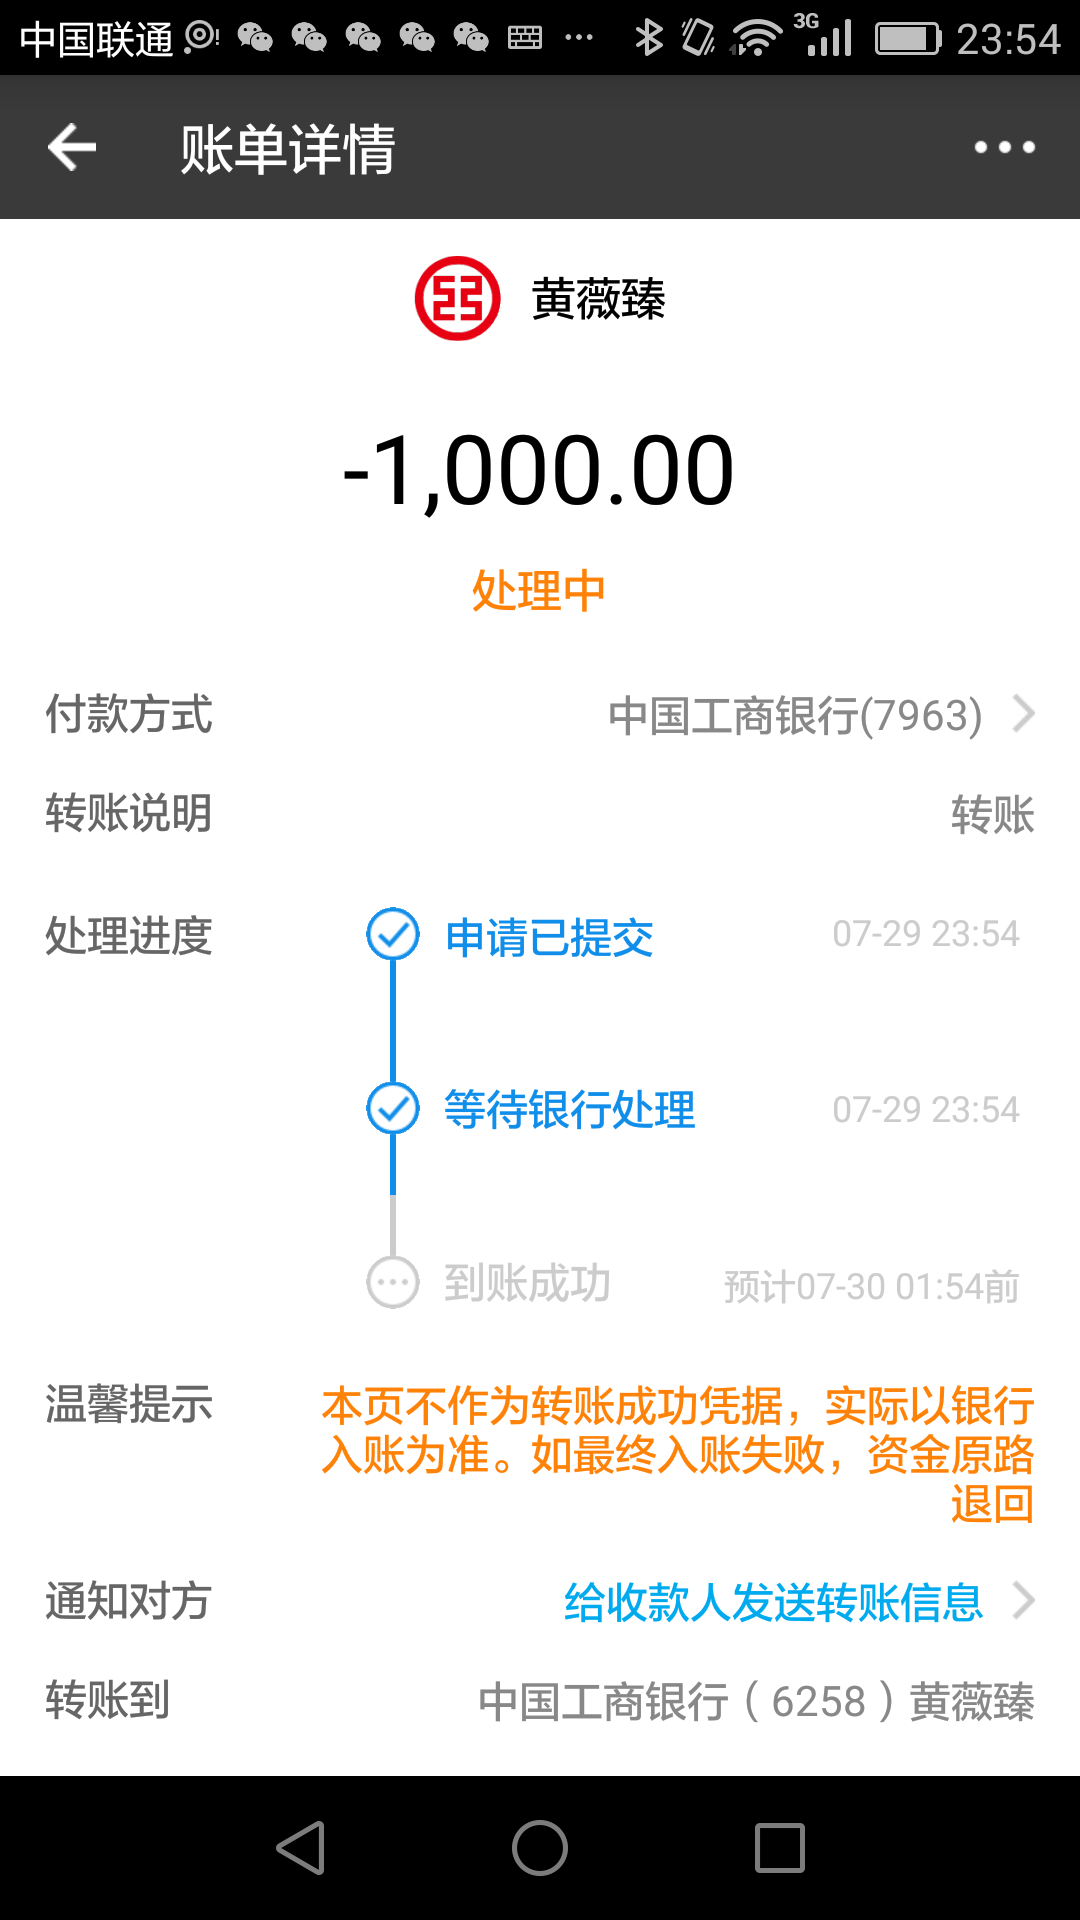 中国联通 3G 23:54
账单详情
黄薇臻
-1,000.00
处理中
付款方式 中国工商银行(7963)
转账说明 转账
处理进度 申请已提交 07-29 23:54
等待银行处理 07-29 23:54
到账成功 预计07-30 01:54前
温馨提示 本页不作为转账成功凭据，实际以银行
入账为准。如最终入账失败，资金原路
退回
通知对方 给收款人发送转账信息
转账到 中国工商银行（6258）黄薇臻